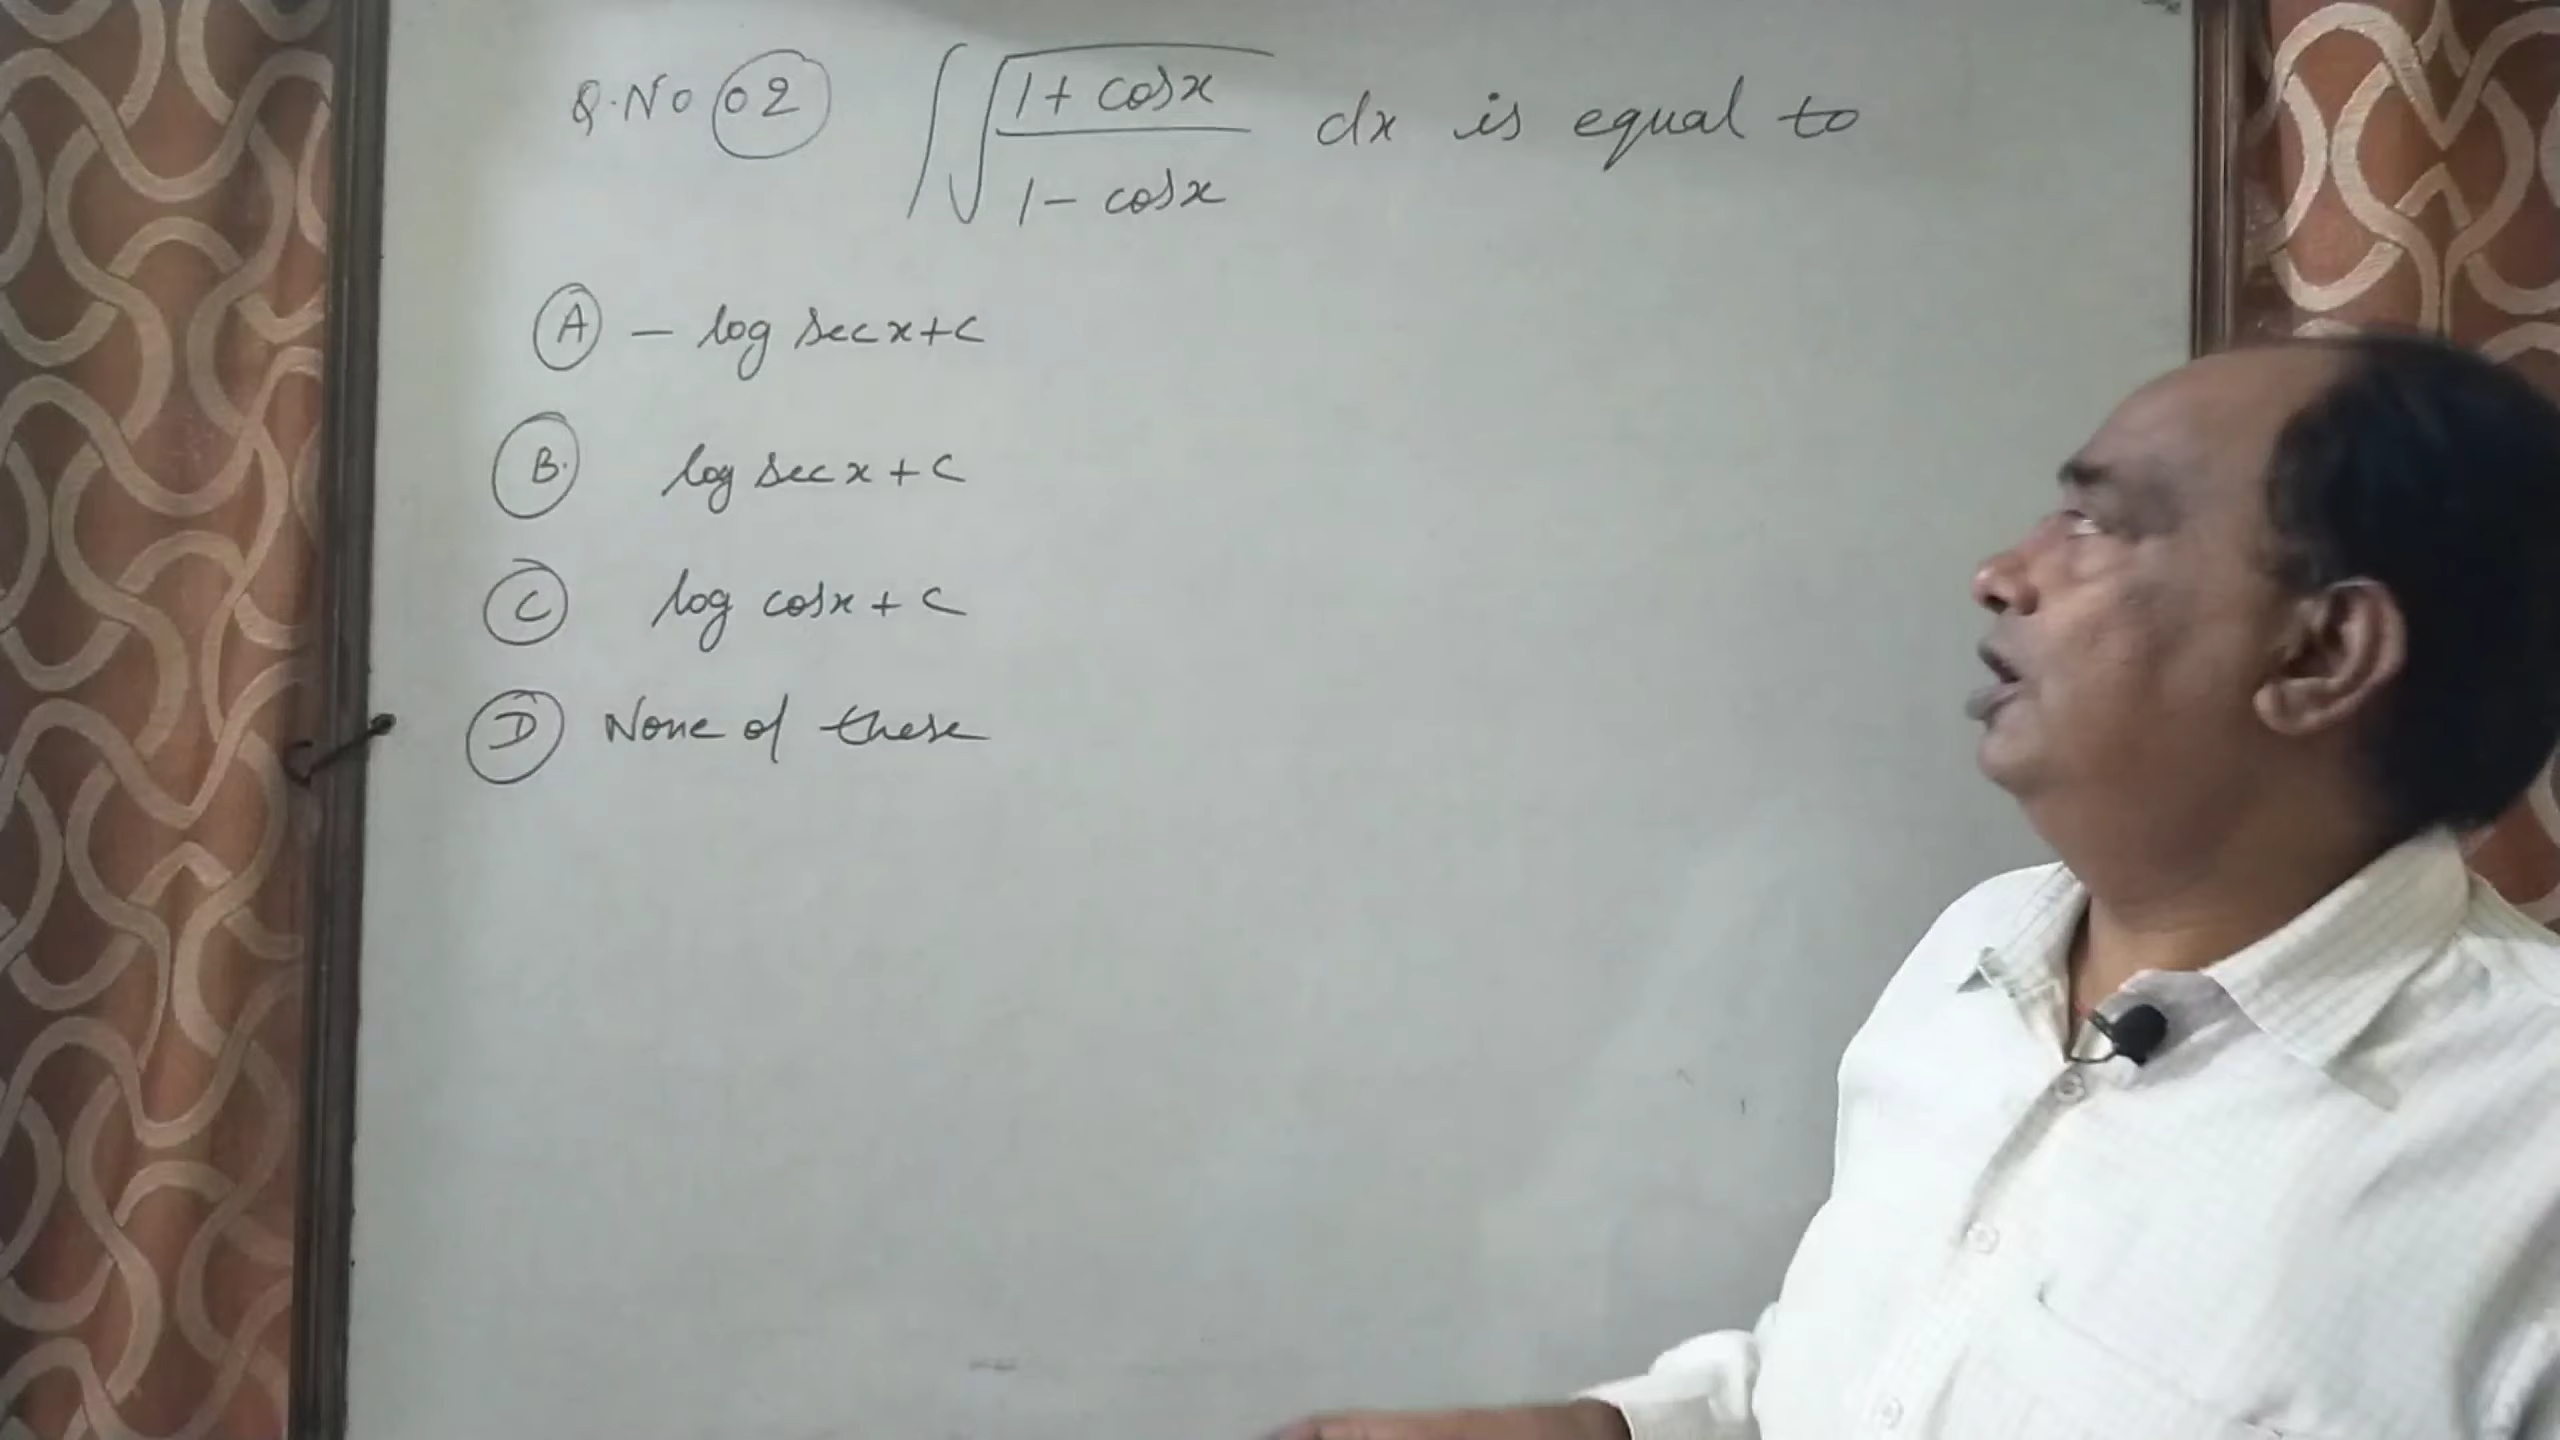 Q.No 02 ∫√(1 + cosx / 1 - cosx) dx is equal to
A - log secx+c
B. log secx + c
C log cosx + c
D None of these